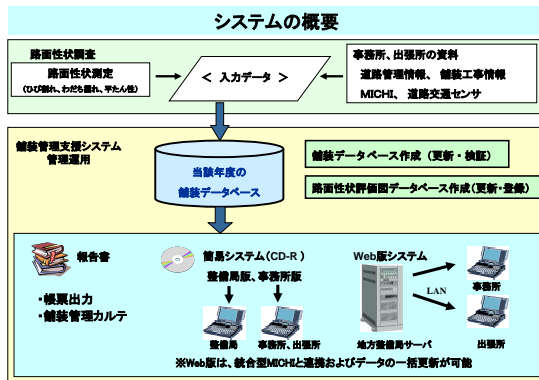 システムの概要
路面性状調査
路面性状測定
(ひび割れ、わだち掘れ、平たん性)
< 入力データ >
事務所、出張所の資料
道路管理情報、 舗装工事情報
MICHI、 道路交通センサ
舗装管理支援システム
管理運用
当該年度の
舗装データベース
舗装データベース作成 (更新・検証)
路面性状評価図データベース作成(更新・登録)
報告書
・帳票出力
・舗装管理カルテ
簡易システム(CD-R )
整備局版、事務所版
整備局
事務所、出張所
Web版システム
LAN
地方整備局サーバ
事務所
出張所
※Web版は、統合型MICHIと連携およびデータの一括更新が可能